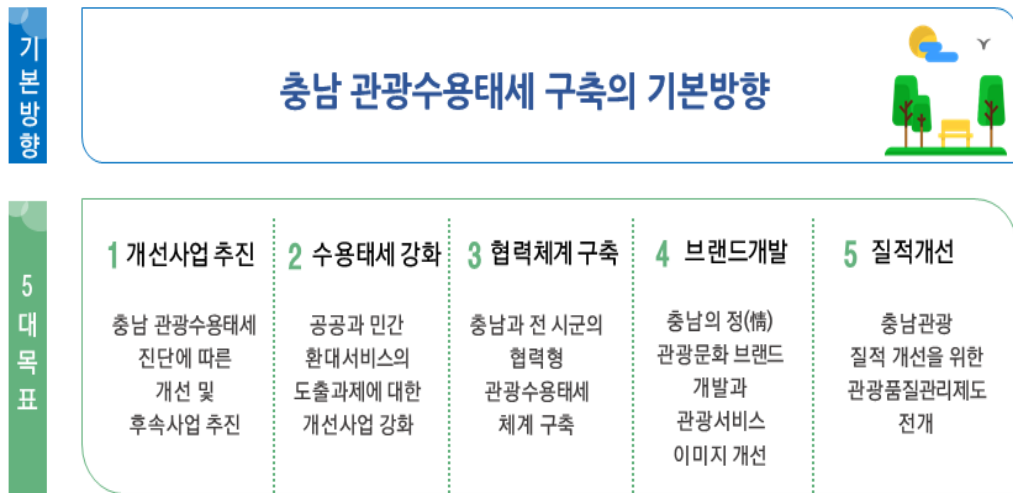 기본방향
충남 관광수용태세 구축의 기본방향
5대목표
1 개선사업 추진
충남 관광수용태세
진단에 따른
개선 및
후속사업 추진
2 수용태세 강화
공공과 민간
환대서비스의
도출과제에 대한
개선사업 강화
3 협력체계 구축
충남과 전 시군의
협력형
관광수용태세
체계 구축
4 브랜드개발
충남의 정(情)
관광문화 브랜드
개발과
관광서비스
이미지 개선
5 질적개선
충남관광
질적 개선을 위한
관광품질관리제도
전개